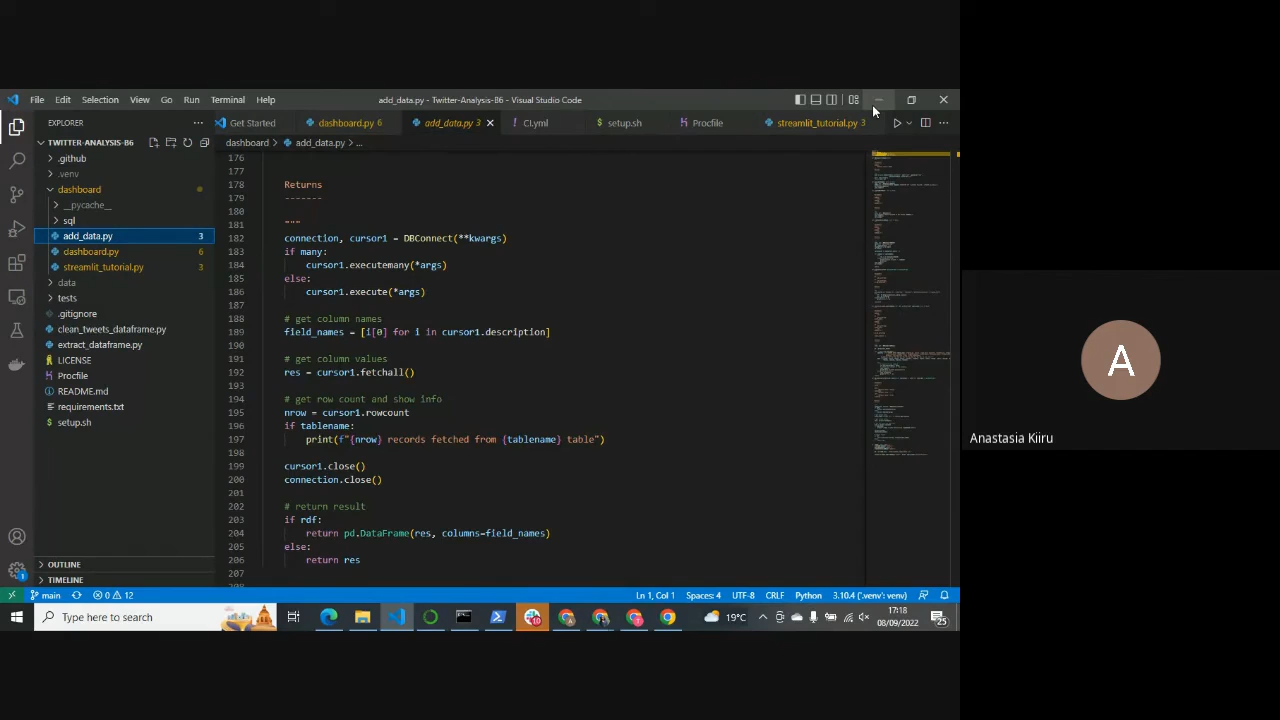 File Edit Selection View Go Run Terminal Help add_data.py - Twitter-Analysis-B6 - Visual Studio Code
EXPLORER
TWITTER-ANALYSIS-B6
.github
.venv
dashboard
__pycache__
sql
add_data.py 3
dashboard.py 6
streamlit_tutorial.py 3
data
tests
.gitignore
clean_tweets_dataframe.py
extract_dataframe.py
LICENSE
Procfile
README.md
requirements.txt
setup.sh
OUTLINE
TIMELINE
Get Started dashboard.py 6 add_data.py 3 CI.yml setup.sh Procfile streamlit_tutorial.py 3
dashboard > add_data.py > ...
176
177
178 Returns
179 -------
180
181 """
182 connection, cursor1 = DBConnect(**kwargs)
183 if many:
184 cursor1.executemany(*args)
185 else:
186 cursor1.execute(*args)
187
188 # get column names
189 field_names = [i[0] for i in cursor1.description]
190
191 # get column values
192 res = cursor1.fetchall()
193
194 # get row count and show info
195 nrow = cursor1.rowcount
196 if tablename:
197 print(f"{nrow} records fetched from {tablename} table")
198
199 cursor1.close()
200 connection.close()
201
202 # return result
203 if rdf:
204 return pd.DataFrame(res, columns=field_names)
205 else:
206 return res
207
main 0 12 Ln 1, Col 1 Spaces: 4 UTF-8 CRLF Python 3.10.4 ('.venv': venv)
Type here to search 10 19°C 17:18
08/09/2022 25
A
Anastasia Kiiru